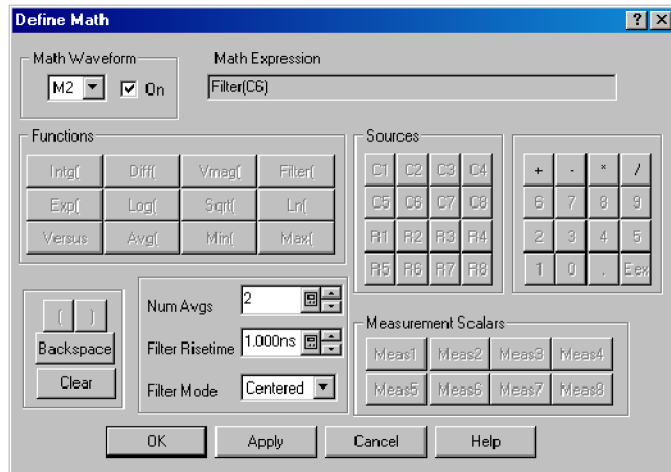 Define Math
Math Waveform
M2
On
Math Expression
Filter(C6)
Functions
Intg( Diff( Vmag( Filter(
Exp( Log( Sqrt( Ln(
Versus Avg( Min( Max(
Sources
C1 C2 C3 C4
C5 C6 C7 C8
R1 R2 R3 R4
R5 R6 R7 R8
+ - * /
6 7 8 9
2 3 4 5
1 0 . Eex
( )
Backspace
Clear
Num Avgs 2
Filter Risetime 1.000ns
Filter Mode Centered
Measurement Scalars
Meas1 Meas2 Meas3 Meas4
Meas5 Meas6 Meas7 Meas8
OK Apply Cancel Help